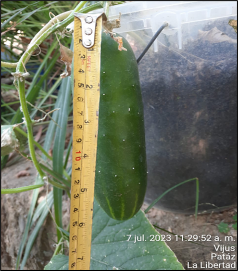 7 jul. 2023 11:29:52 a. m.
Vijus
Pataz
La Libertad